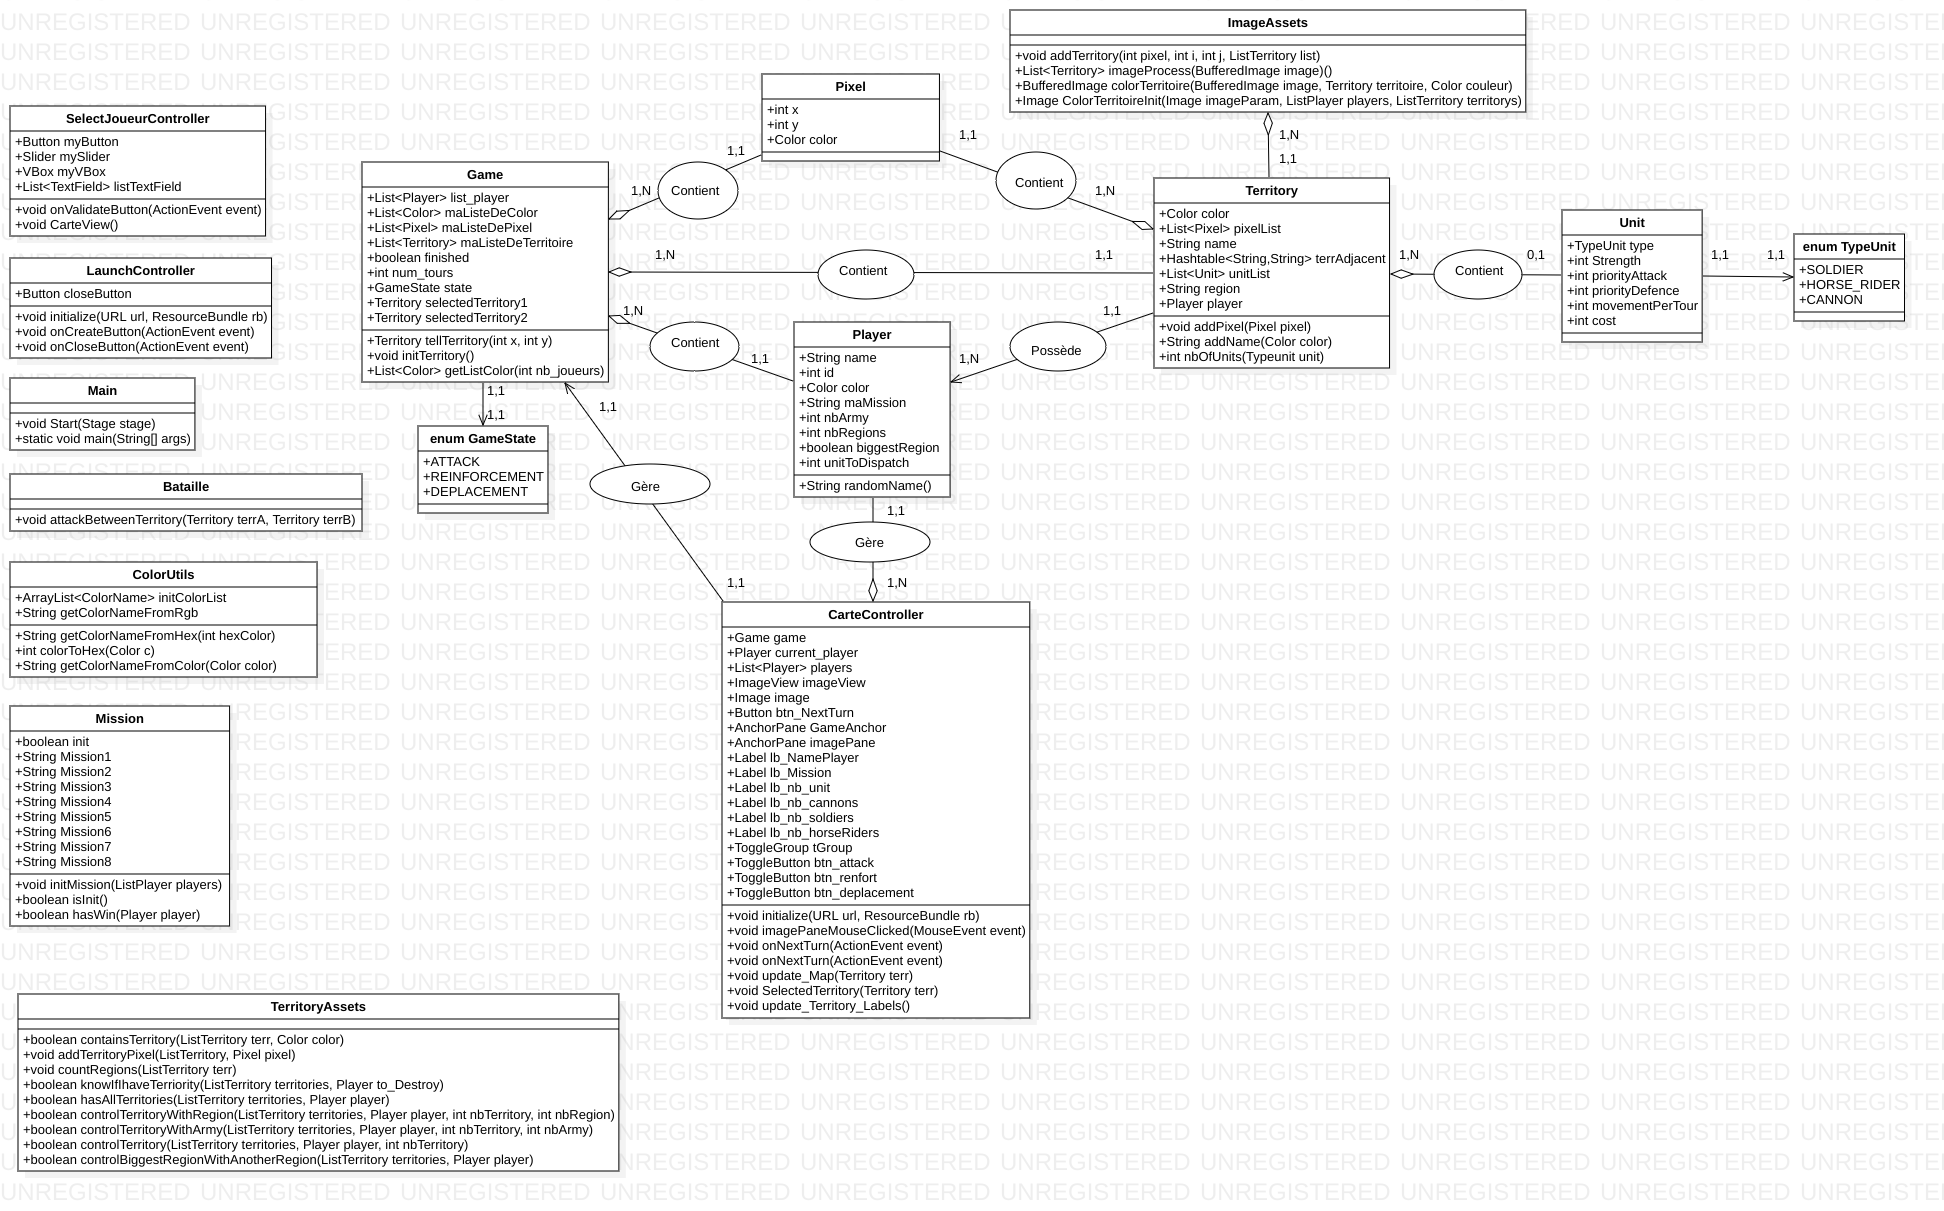 ImageAssets
+void addTerritory(int pixel, int i, int j, ListTerritory list)
+List<Territory> imageProcess(BufferedImage image)()
+BufferedImage colorTerritoire(BufferedImage image, Territory territoire, Color couleur)
+Image ColorTerritoireInit(Image imageParam, ListPlayer players, ListTerritory territorys)
1,N
1,1
Pixel
+int x
+int y
+Color color
1,1
1,1
SelectJoueurController
+Button myButton
+Slider mySlider
+VBox myVBox
+List<TextField> listTextField
+void onValidateButton(ActionEvent event)
+void CarteView()
Game
+List<Player> list_player
+List<Color> maListeDeColor
+List<Pixel> maListeDePixel
+List<Territory> maListeDeTerritoire
+boolean finished
+int num_tours
+GameState state
+Territory selectedTerritory1
+Territory selectedTerritory2
+Territory tellTerritory(int x, int y)
+void initTerritory()
+List<Color> getListColor(int nb_joueurs)
1,N
Contient
Contient
1,N
1,N
Contient
1,1
1,N
Contient
1,1
Territory
+Color color
+List<Pixel> pixelList
+String name
+Hashtable<String,String> terrAdjacent
+List<Unit> unitList
+String region
+Player player
+void addPixel(Pixel pixel)
+String addName(Color color)
+int nbOfUnits(Typeunit unit)
1,N
Contient
0,1
Unit
+TypeUnit type
+int Strength
+int priorityAttack
+int priorityDefence
+int movementPerTour
+int cost
1,1
1,1
enum TypeUnit
+SOLDIER
+HORSE_RIDER
+CANNON
1,1
Possède
1,N
Player
+String name
+int id
+Color color
+String maMission
+int nbArmy
+int nbRegions
+boolean biggestRegion
+int unitToDispatch
+String randomName()
LaunchController
+Button closeButton
+void initialize(URL url, ResourceBundle rb)
+void onCreateButton(ActionEvent event)
+void onCloseButton(ActionEvent event)
Main
+void Start(Stage stage)
+static void main(String[] args)
1,1
1,1
enum GameState
+ATTACK
+REINFORCEMENT
+DEPLACEMENT
1,1
Gère
1,1
1,1
Gère
1,N
Bataille
+void attackBetweenTerritory(Territory terrA, Territory terrB)
ColorUtils
+ArrayList<ColorName> initColorList
+String getColorNameFromRgb
+String getColorNameFromHex(int hexColor)
+int colorToHex(Color c)
+String getColorNameFromColor(Color color)
Mission
+boolean init
+String Mission1
+String Mission2
+String Mission3
+String Mission4
+String Mission5
+String Mission6
+String Mission7
+String Mission8
+void initMission(ListPlayer players)
+boolean isInit()
+boolean hasWin(Player player)
CarteController
+Game game
+Player current_player
+List<Player> players
+ImageView imageView
+Image image
+Button btn_NextTurn
+AnchorPane GameAnchor
+AnchorPane imagePane
+Label lb_NamePlayer
+Label lb_Mission
+Label lb_nb_unit
+Label lb_nb_cannons
+Label lb_nb_soldiers
+Label lb_nb_horseRiders
+ToggleGroup tGroup
+ToggleButton btn_attack
+ToggleButton btn_renfort
+ToggleButton btn_deplacement
+void initialize(URL url, ResourceBundle rb)
+void imagePaneMouseClicked(MouseEvent event)
+void onNextTurn(ActionEvent event)
+void onNextTurn(ActionEvent event)
+void update_Map(Territory terr)
+void SelectedTerritory(Territory terr)
+void update_Territory_Labels()
TerritoryAssets
+boolean containsTerritory(ListTerritory terr, Color color)
+void addTerritoryPixel(ListTerritory, Pixel pixel)
+void countRegions(ListTerritory terr)
+boolean knowIfIhaveTerriority(ListTerritory territories, Player to_Destroy)
+boolean hasAllTerritories(ListTerritory territories, Player player)
+boolean controlTerritoryWithRegion(ListTerritory territories, Player player, int nbTerritory, int nbRegion)
+boolean controlTerritoryWithArmy(ListTerritory territories, Player player, int nbTerritory, int nbArmy)
+boolean controlTerritory(ListTerritory territories, Player player, int nbTerritory)
+boolean controlBiggestRegionWithAnotherRegion(ListTerritory territories, Player player)
UNREGISTERED